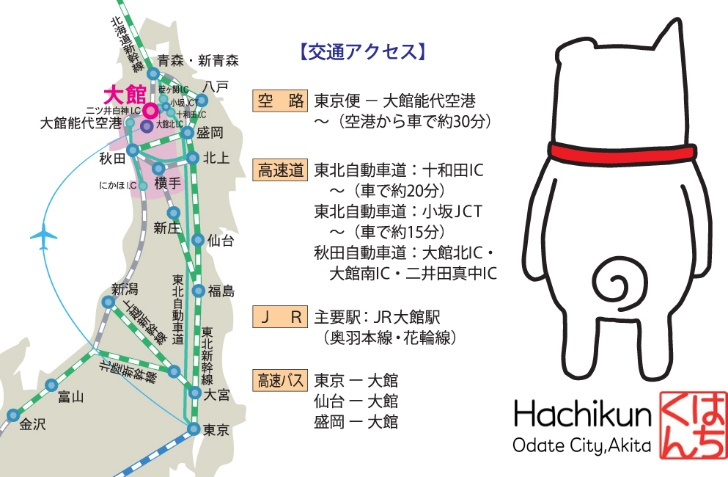 北海道新幹線
青森・新青森
八戸
碇ヶ関I.C
小坂JCT
十和田I.C
大館
二ツ井白神I.C
大館北I.C
大館能代空港
盛岡
秋田
北上
にかほI.C
横手
新庄
仙台
新潟
福島
上越新幹線
東北自動車道
東北新幹線
北陸新幹線
大宮
富山
金沢
東京
【交通アクセス】
空 路 東京便 － 大館能代空港
～（空港から車で約30分）
高速道 東北自動車道：十和田IC
～（車で約20分）
東北自動車道：小坂JCT
～（車で約15分）
秋田自動車道：大館北IC・
大館南IC・二井田真中IC
J R 主要駅：JR大館駅
（奥羽本線・花輪線）
高速バス 東京 ー 大館
仙台 ー 大館
盛岡 ー 大館
Hachikun
Odate City,Akita
はちくん